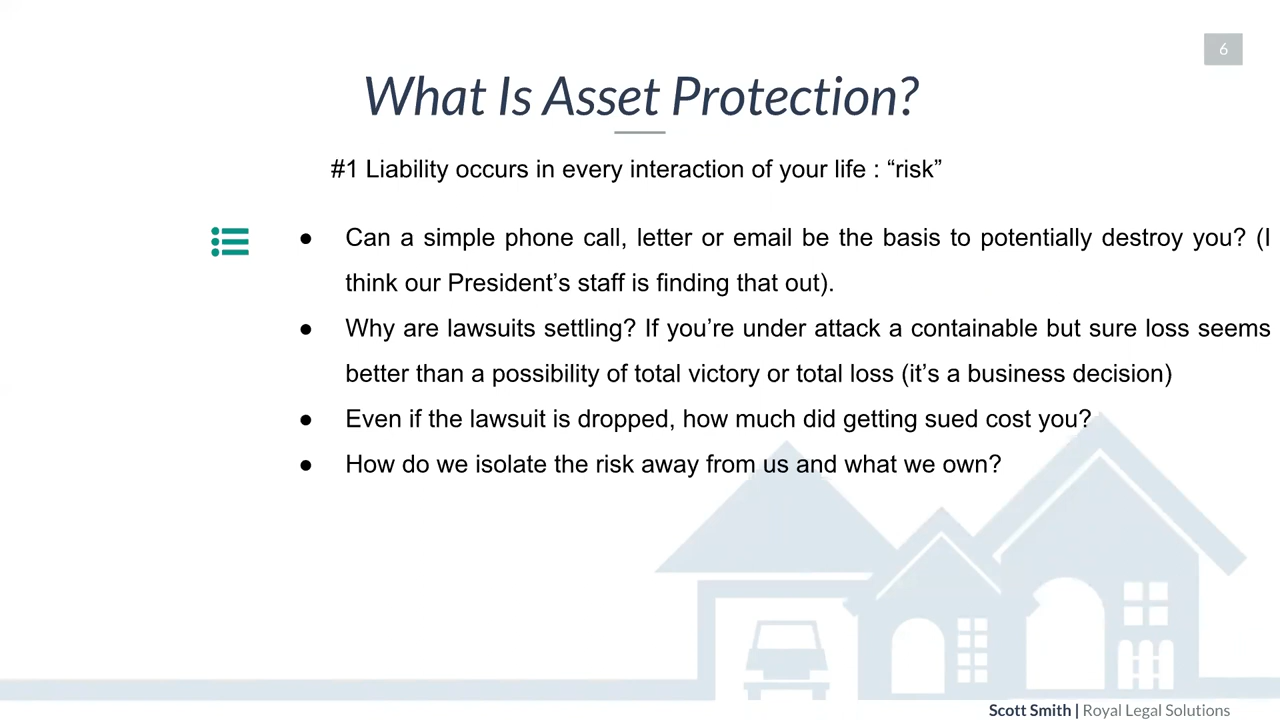 6
What Is Asset Protection?
#1 Liability occurs in every interaction of your life : “risk”
● Can a simple phone call, letter or email be the basis to potentially destroy you? (I
think our President’s staff is finding that out).
● Why are lawsuits settling? If you’re under attack a containable but sure loss seems
better than a possibility of total victory or total loss (it’s a business decision)
● Even if the lawsuit is dropped, how much did getting sued cost you?
● How do we isolate the risk away from us and what we own?
Scott Smith | Royal Legal Solutions